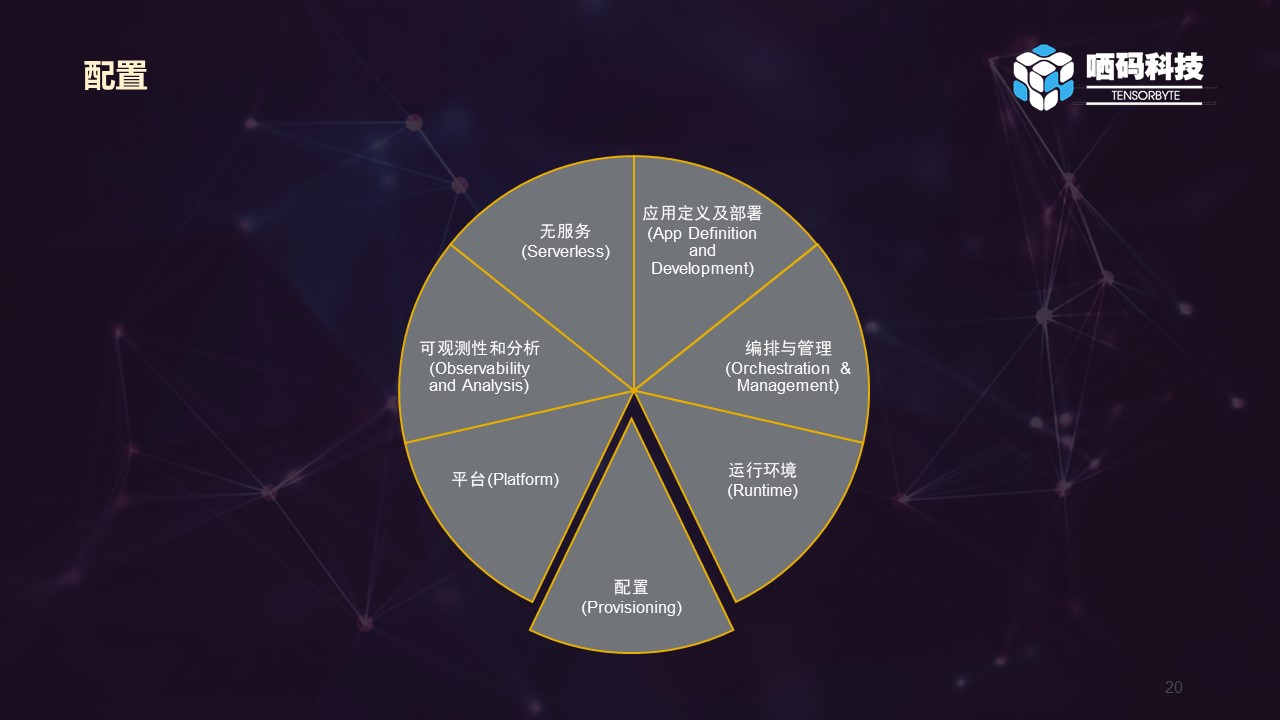 配置
哂码科技
TENSORBYTE
无服务
(Serverless)
应用定义及部署
(App Definition
and
Development)
可观测性和分析
(Observability
and Analysis)
编排与管理
(Orchestration &
Management)
平台(Platform)
运行环境
(Runtime)
配置
(Provisioning)
20